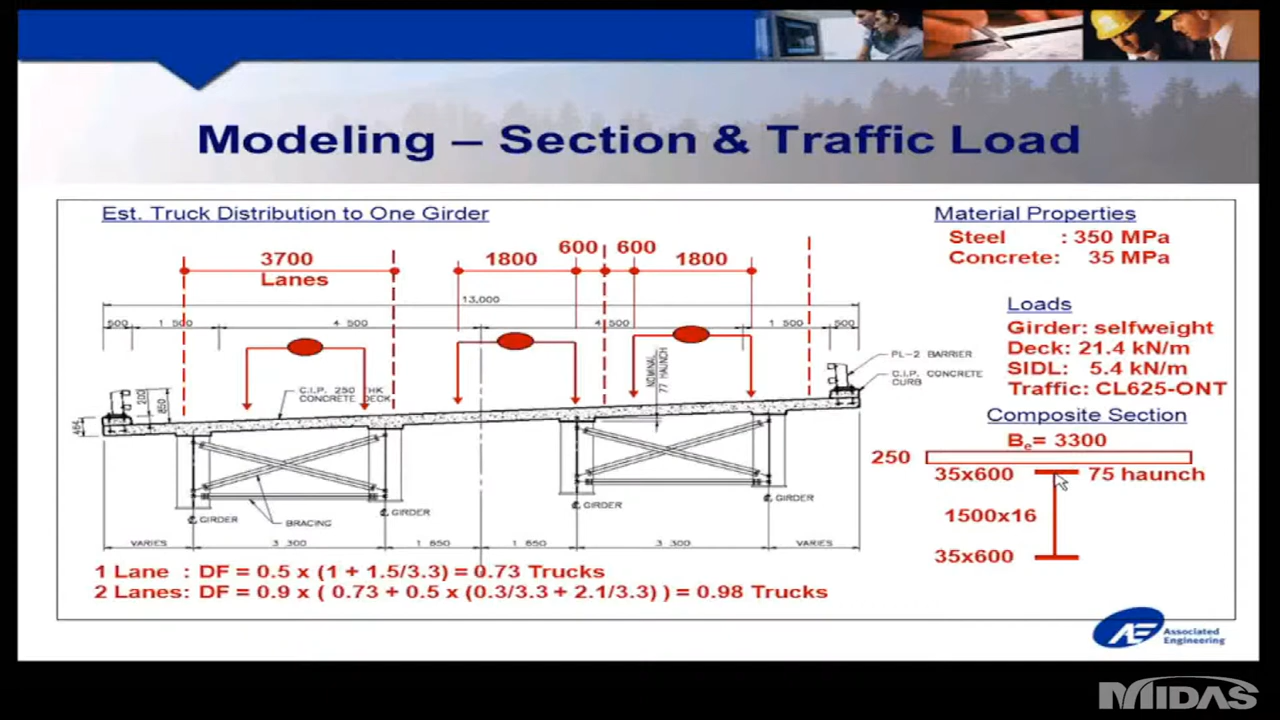 Modeling – Section & Traffic Load
Est. Truck Distribution to One Girder
3700
Lanes
1800
600
600
1800
13,000
500
1 500
4 500
4 500
1 500
500
NOMINAL
77 HAUNCH
PL-2 BARRIER
C.I.P. CONCRETE
CURB
C.I.P. 250 THK
CONCRETE DECK
200
850
GIRDER
GIRDER
GIRDER
GIRDER
BRACING
VARIES
3 300
1 650
1 650
3 300
VARIES
1 Lane : DF = 0.5 x (1 + 1.5/3.3) = 0.73 Trucks
2 Lanes: DF = 0.9 x ( 0.73 + 0.5 x (0.3/3.3 + 2.1/3.3) ) = 0.98 Trucks
Material Properties
Steel : 350 MPa
Concrete: 35 MPa
Loads
Girder: selfweight
Deck: 21.4 kN/m
SIDL: 5.4 kN/m
Traffic: CL625-ONT
Composite Section
Be= 3300
250
35x600
75 haunch
1500x16
35x600
AE Associated
Engineering
MIDAS